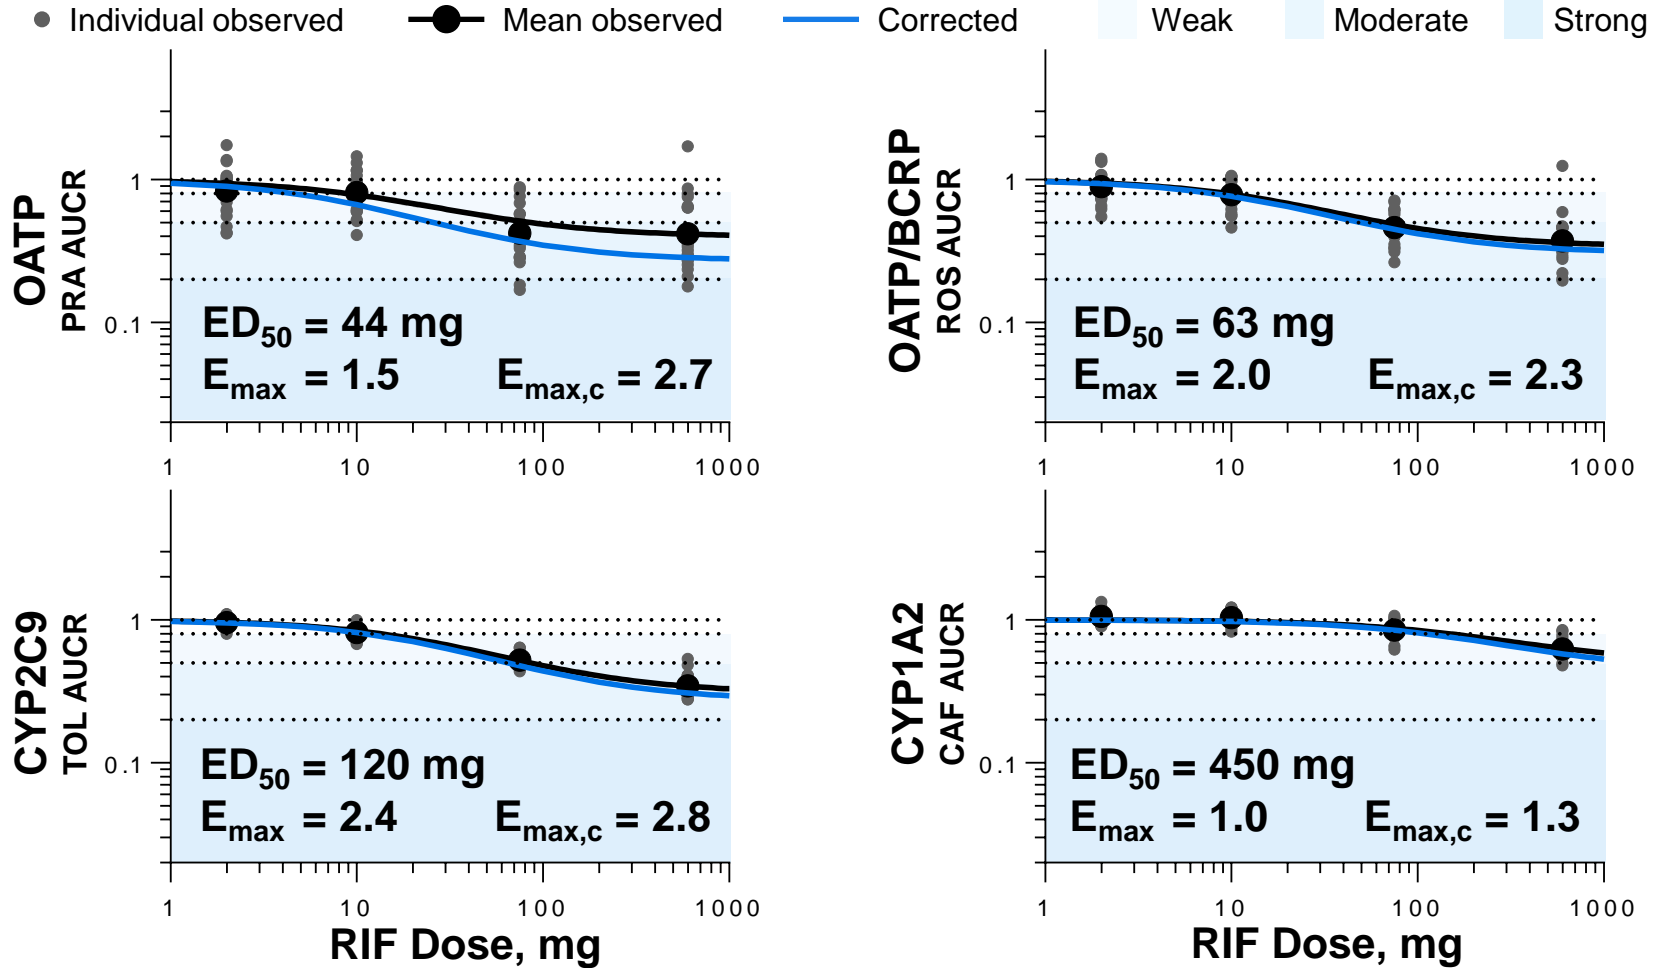 Individual observed Mean observed Corrected Weak Moderate Strong
OATP
PRA AUCR
1
0.1
ED50 = 44 mg
Emax = 1.5 Emax,c = 2.7
1 10 100 1000
OATP/BCRP
ROS AUCR
1
0.1
ED50 = 63 mg
Emax = 2.0 Emax,c = 2.3
1 10 100 1000
CYP2C9
TOL AUCR
1
0.1
ED50 = 120 mg
Emax = 2.4 Emax,c = 2.8
1 10 100 1000
RIF Dose, mg
CYP1A2
CAF AUCR
1
0.1
ED50 = 450 mg
Emax = 1.0 Emax,c = 1.3
1 10 100 1000
RIF Dose, mg